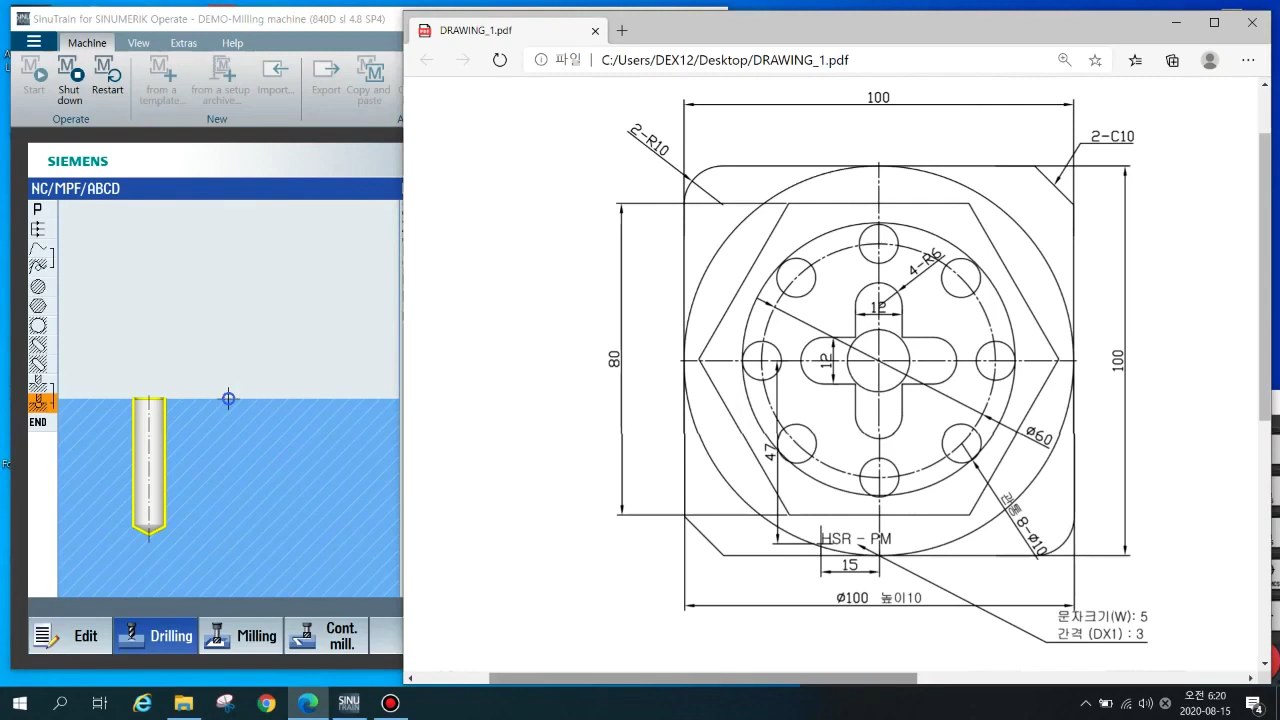 SinuTrain for SINUMERIK Operate - DEMO-Milling machine (840D sl 4.8 SP4)
Machine View Extras Help
Start
Shut down
Restart
from a template...
from a setup archive...
Import...
Export
Copy and paste
Operate
New
SIEMENS
NC/MPF/ABCD
P
END
Edit
Drilling
Milling
Cont. mill.
DRAWING_1.pdf
파일
C:/Users/DEX12/Desktop/DRAWING_1.pdf
100
2-R10
2-C10
4-R6
12
80
12
100
ø60
47
관통 8-ø10
HSR - PM
15
ø100 높이10
문자크기(W): 5
간격 (DX1) : 3
오전 6:20
2020-08-15
4